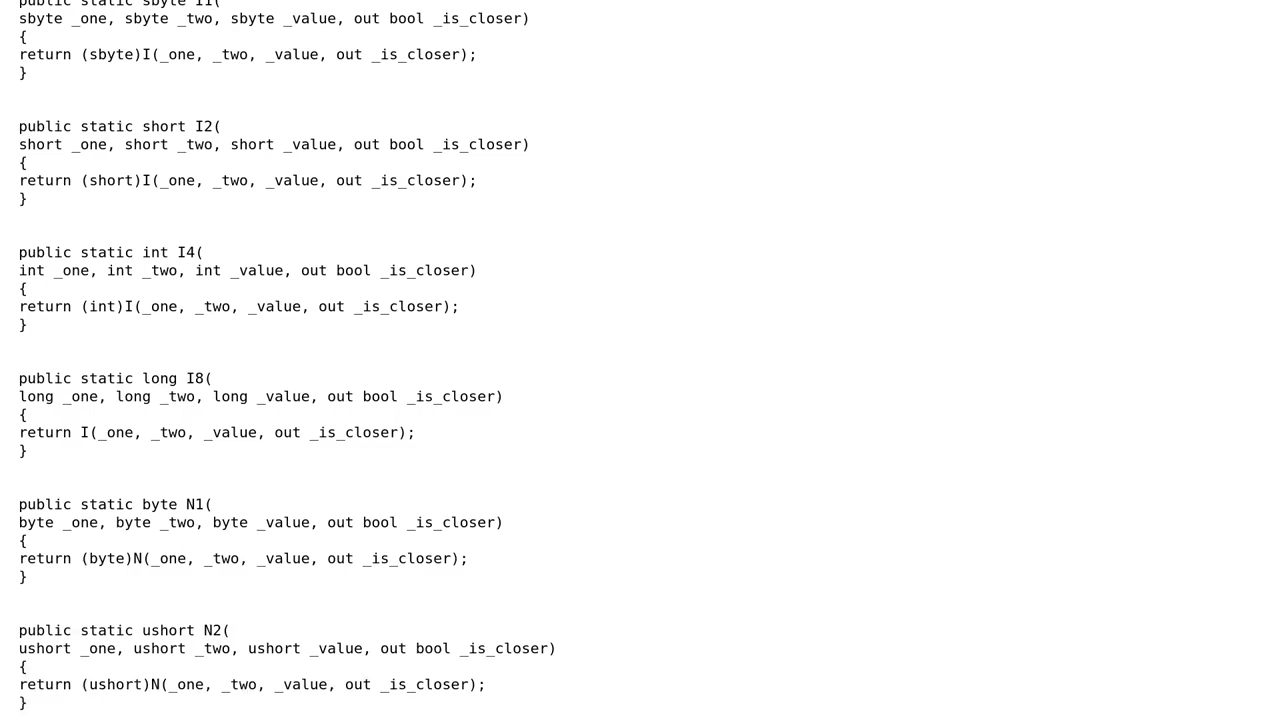 public static sbyte I1(
sbyte _one, sbyte _two, sbyte _value, out bool _is_closer)
{
return (sbyte)I(_one, _two, _value, out _is_closer);
}
public static short I2(
short _one, short _two, short _value, out bool _is_closer)
{
return (short)I(_one, _two, _value, out _is_closer);
}
public static int I4(
int _one, int _two, int _value, out bool _is_closer)
{
return (int)I(_one, _two, _value, out _is_closer);
}
public static long I8(
long _one, long _two, long _value, out bool _is_closer)
{
return I(_one, _two, _value, out _is_closer);
}
public static byte N1(
byte _one, byte _two, byte _value, out bool _is_closer)
{
return (byte)N(_one, _two, _value, out _is_closer);
}
public static ushort N2(
ushort _one, ushort _two, ushort _value, out bool _is_closer)
{
return (ushort)N(_one, _two, _value, out _is_closer);
}